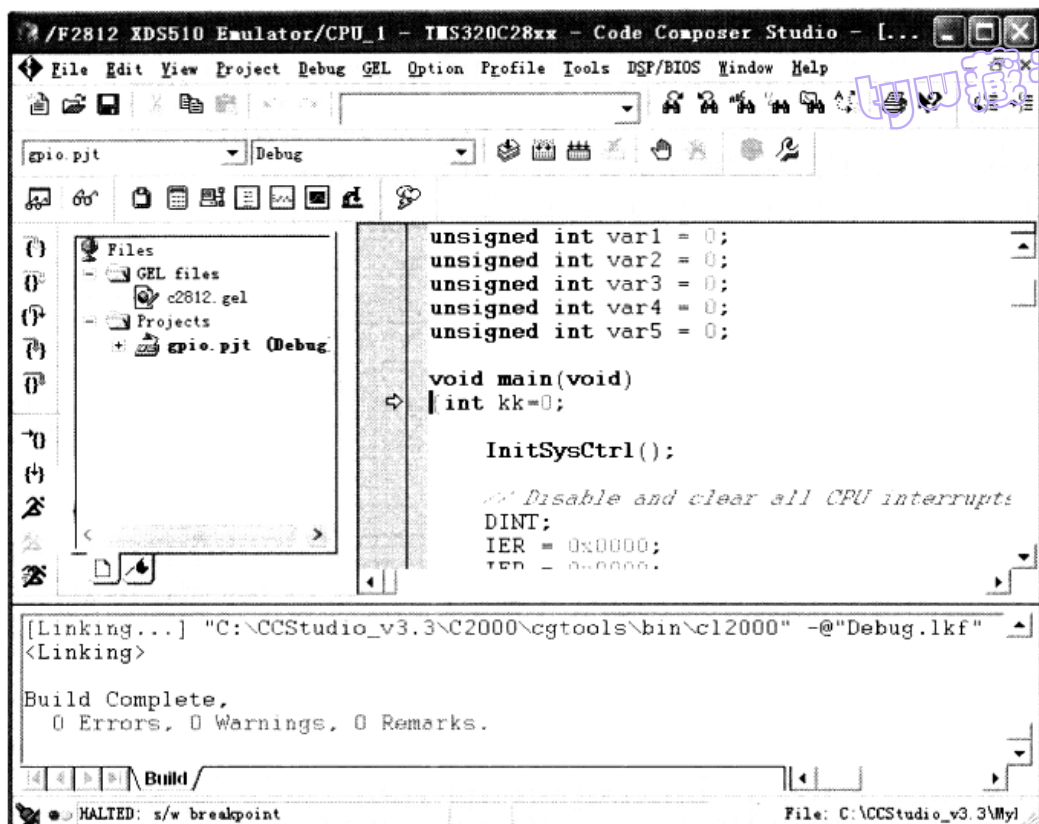 /F2812 XDS510 Emulator/CPU_1 - TMS320C28xx - Code Composer Studio - [...
File Edit View Project Debug GEL Option Profile Tools DSP/BIOS Window Help
gpio.pjt Debug
Files
GEL files
c2812.gel
Projects
gpio.pjt (Debug
unsigned int var1 = 0;
unsigned int var2 = 0;
unsigned int var3 = 0;
unsigned int var4 = 0;
unsigned int var5 = 0;
void main(void)
{int kk=0;
InitSysCtrl();
// Disable and clear all CPU interrupts
DINT;
IER = 0x0000;
[Linking...] "C:\CCStudio_v3.3\C2000\cgtools\bin\cl2000" -@"Debug.lkf"
<Linking>
Build Complete,
0 Errors, 0 Warnings, 0 Remarks.
Build
HALTED: s/w breakpoint
File: C:\CCStudio_v3.3\My
tyw